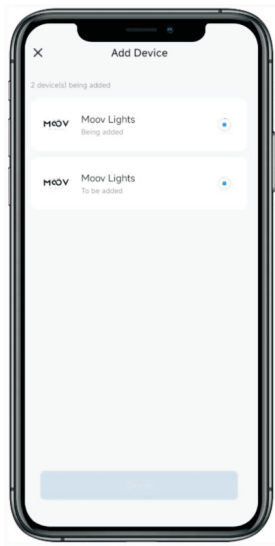 Add Device
2 device(s) being added
MOOV
Moov Lights
Being added
MOOV
Moov Lights
To be added